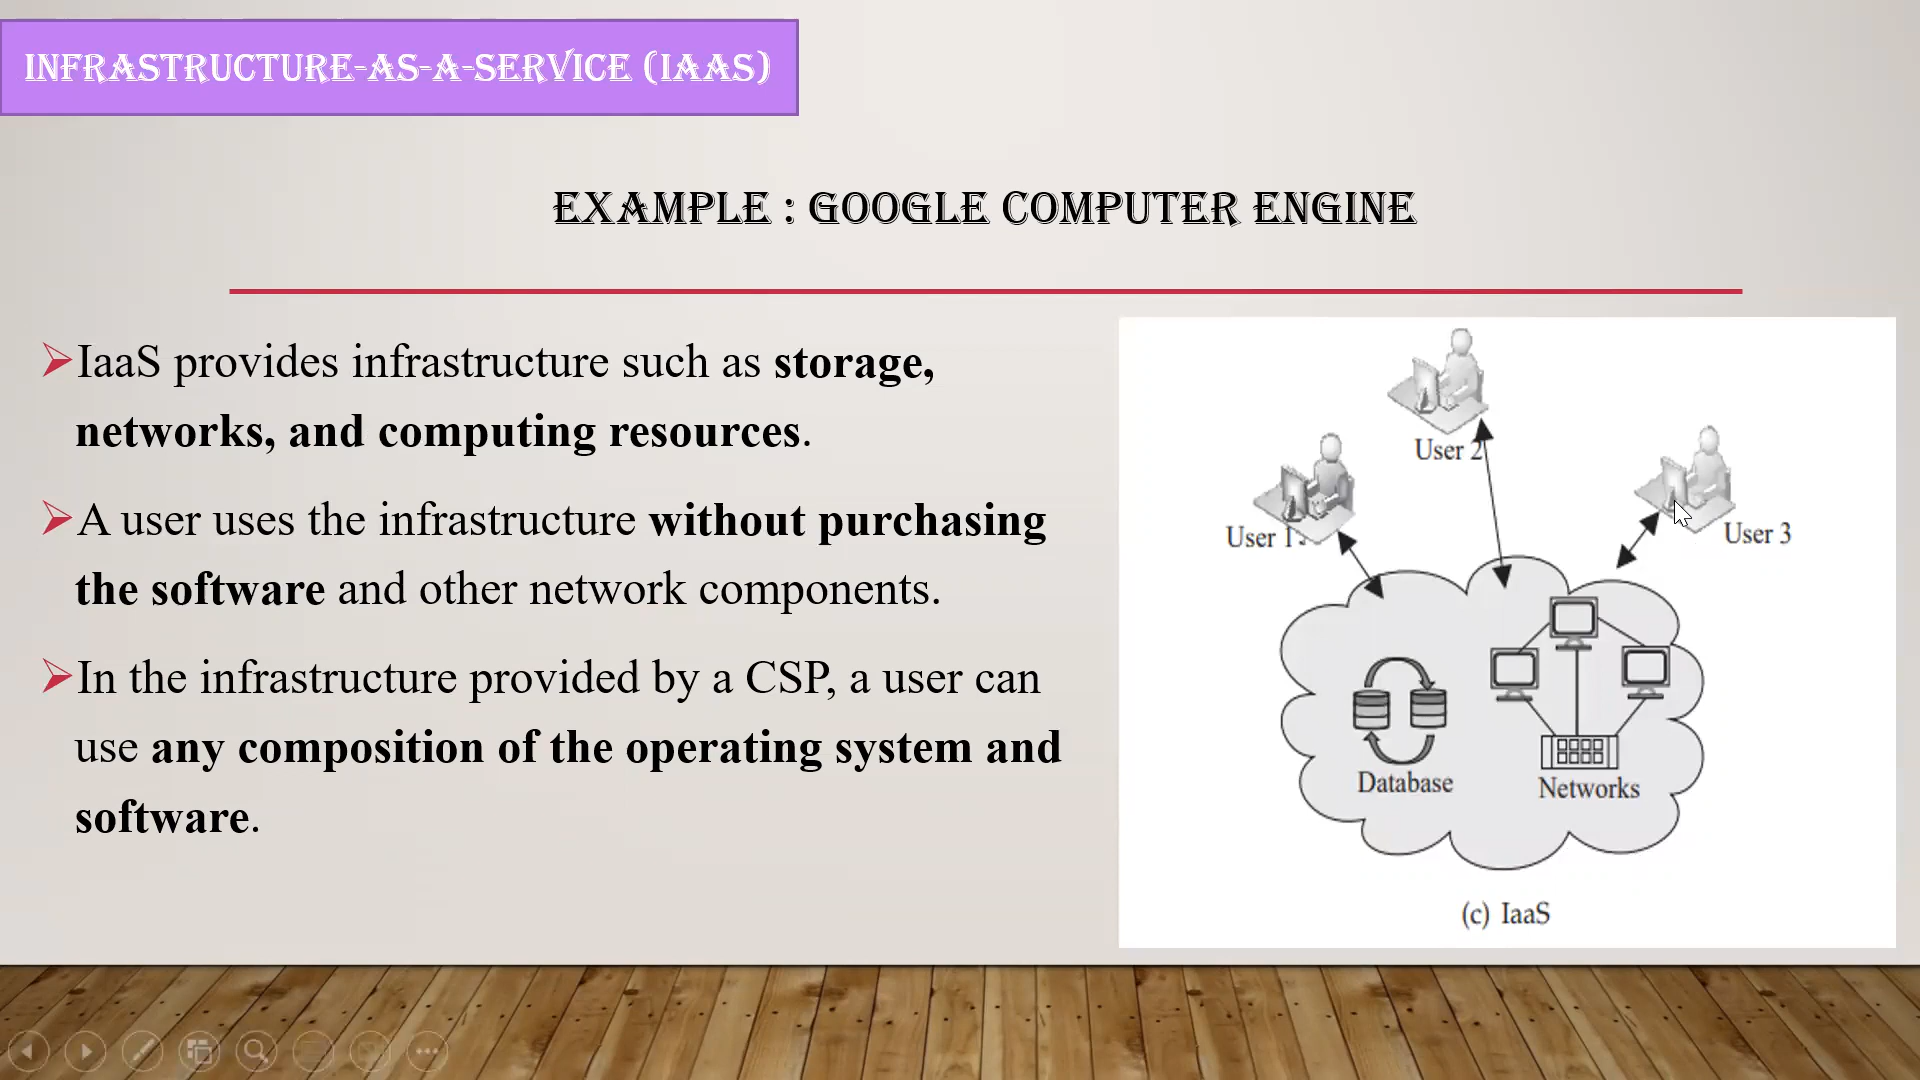 INFRASTRUCTURE-AS-A-SERVICE (IAAS)
EXAMPLE : GOOGLE COMPUTER ENGINE
IaaS provides infrastructure such as storage,
networks, and computing resources.
A user uses the infrastructure without purchasing
the software and other network components.
In the infrastructure provided by a CSP, a user can
use any composition of the operating system and
software.
User 2
User 1
User 3
Database
Networks
(c) IaaS